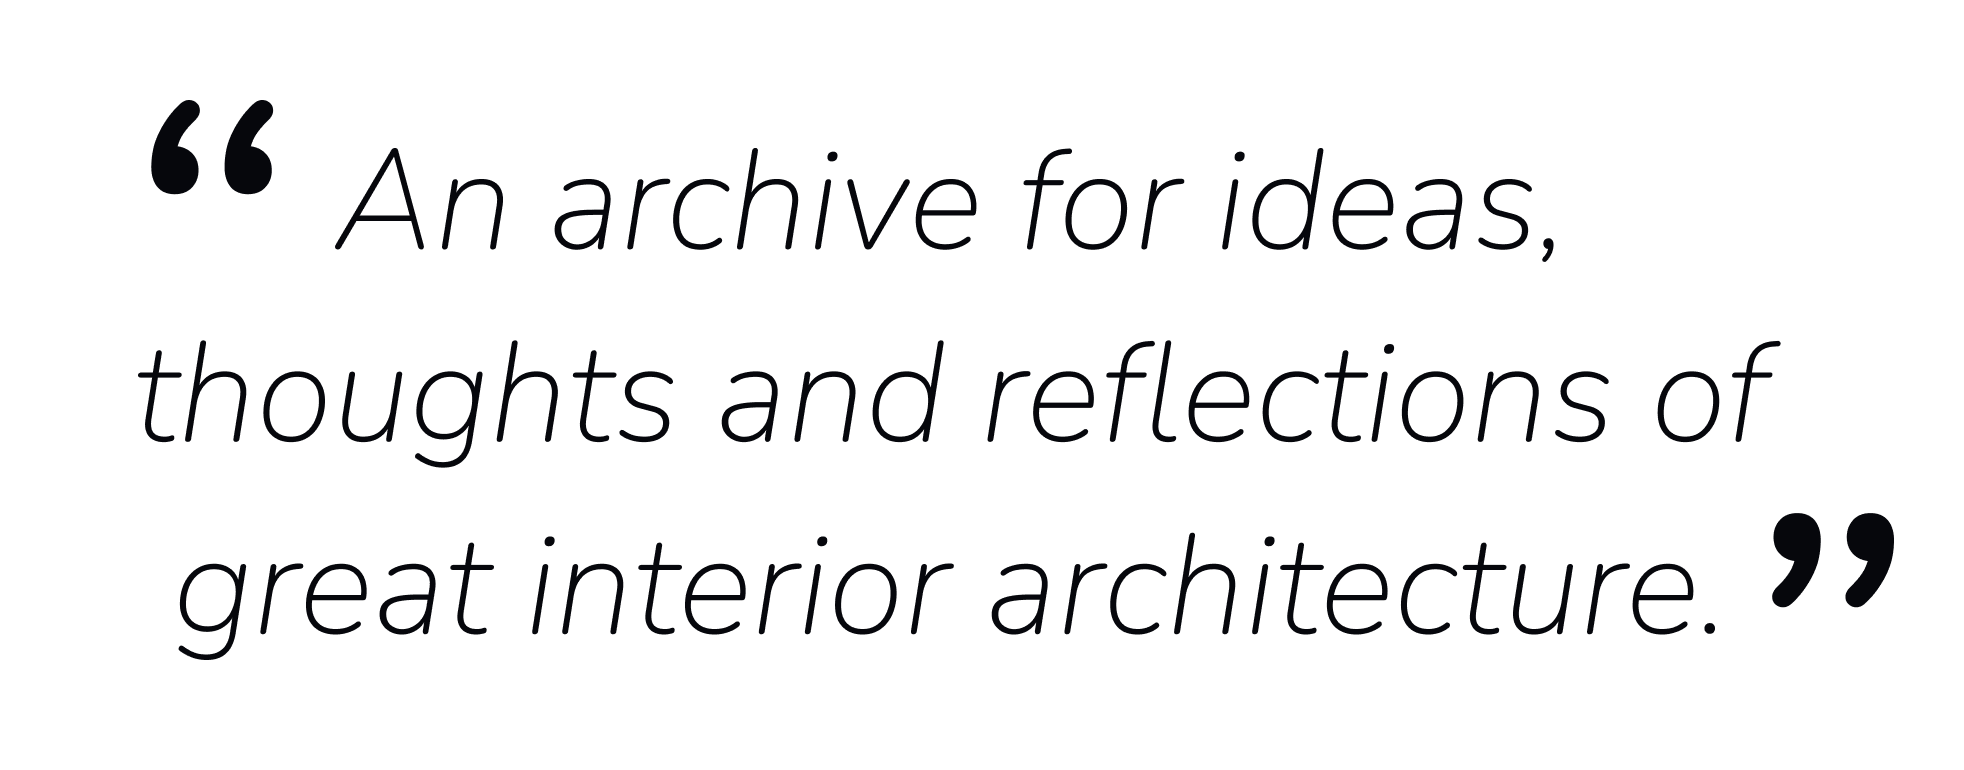 “ An archive for ideas,
thoughts and reflections of
great interior architecture. ”